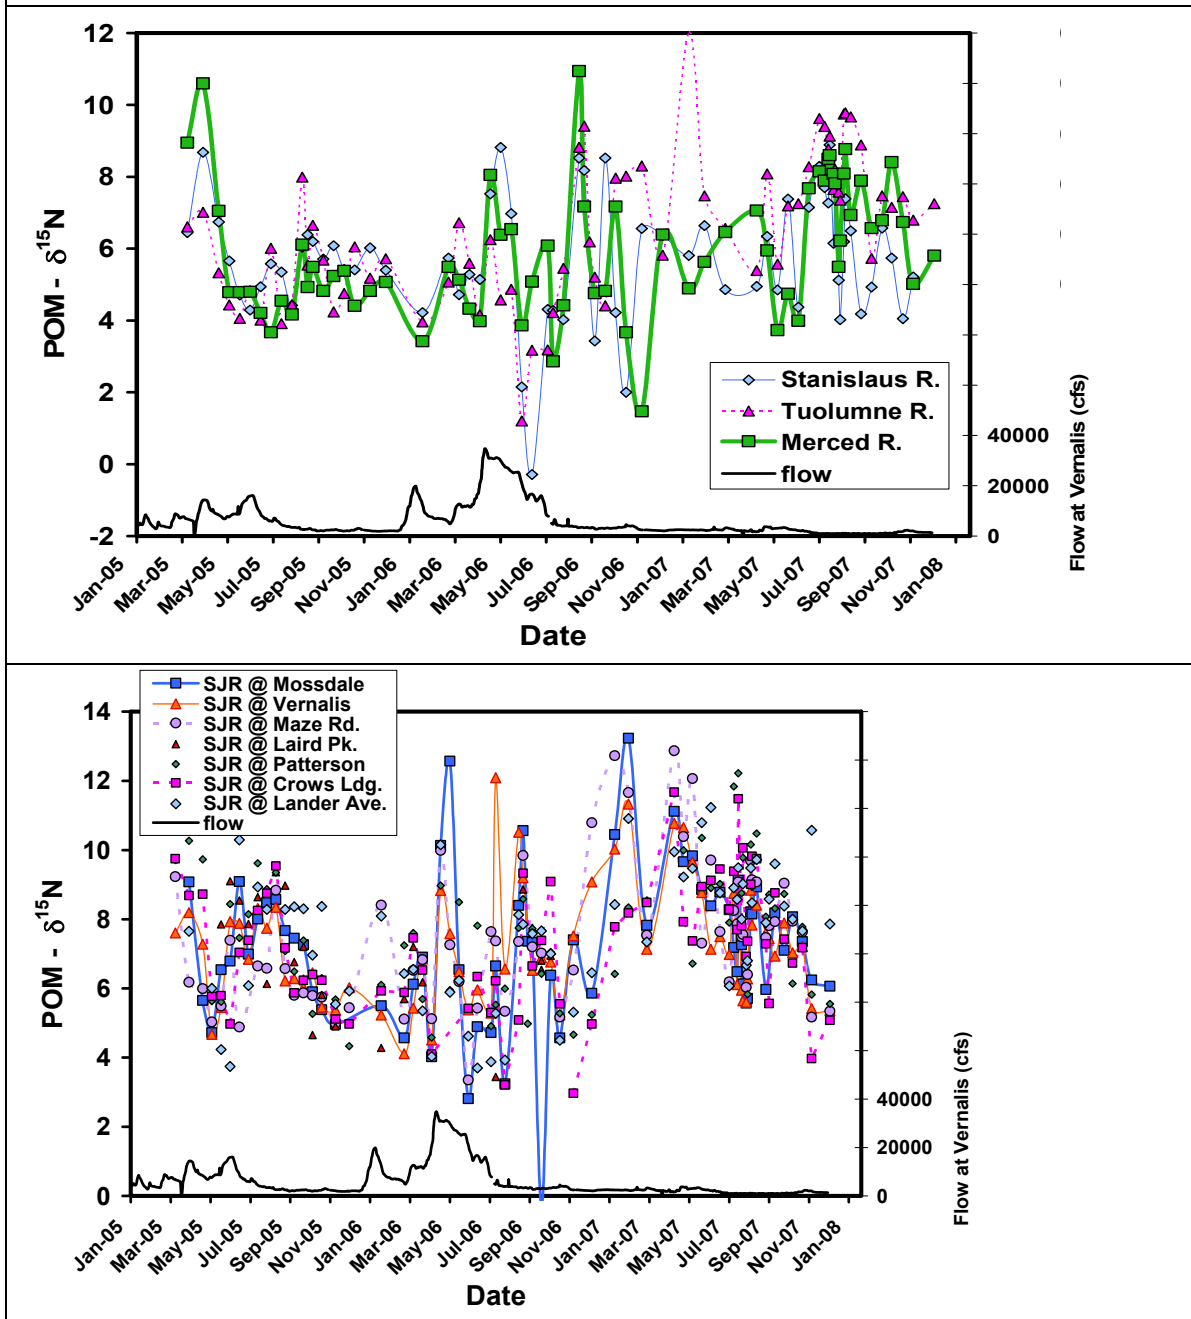 12
10
8
6
4
2
0
-2
POM - δ15N
Stanislaus R.
Tuolumne R.
Merced R.
flow
40000
20000
0
Flow at Vernalis (cfs)
Jan-05
Mar-05
May-05
Jul-05
Sep-05
Nov-05
Jan-06
Mar-06
May-06
Jul-06
Sep-06
Nov-06
Jan-07
Mar-07
May-07
Jul-07
Sep-07
Nov-07
Jan-08
Date
SJR @ Mossdale
SJR @ Vernalis
SJR @ Maze Rd.
SJR @ Laird Pk.
SJR @ Patterson
SJR @ Crows Ldg.
SJR @ Lander Ave.
flow
14
12
10
8
6
4
2
0
POM - δ15N
40000
20000
0
Flow at Vernalis (cfs)
Jan-05
Mar-05
May-05
Jul-05
Sep-05
Nov-05
Jan-06
Mar-06
May-06
Jul-06
Sep-06
Nov-06
Jan-07
Mar-07
May-07
Jul-07
Sep-07
Nov-07
Jan-08
Date